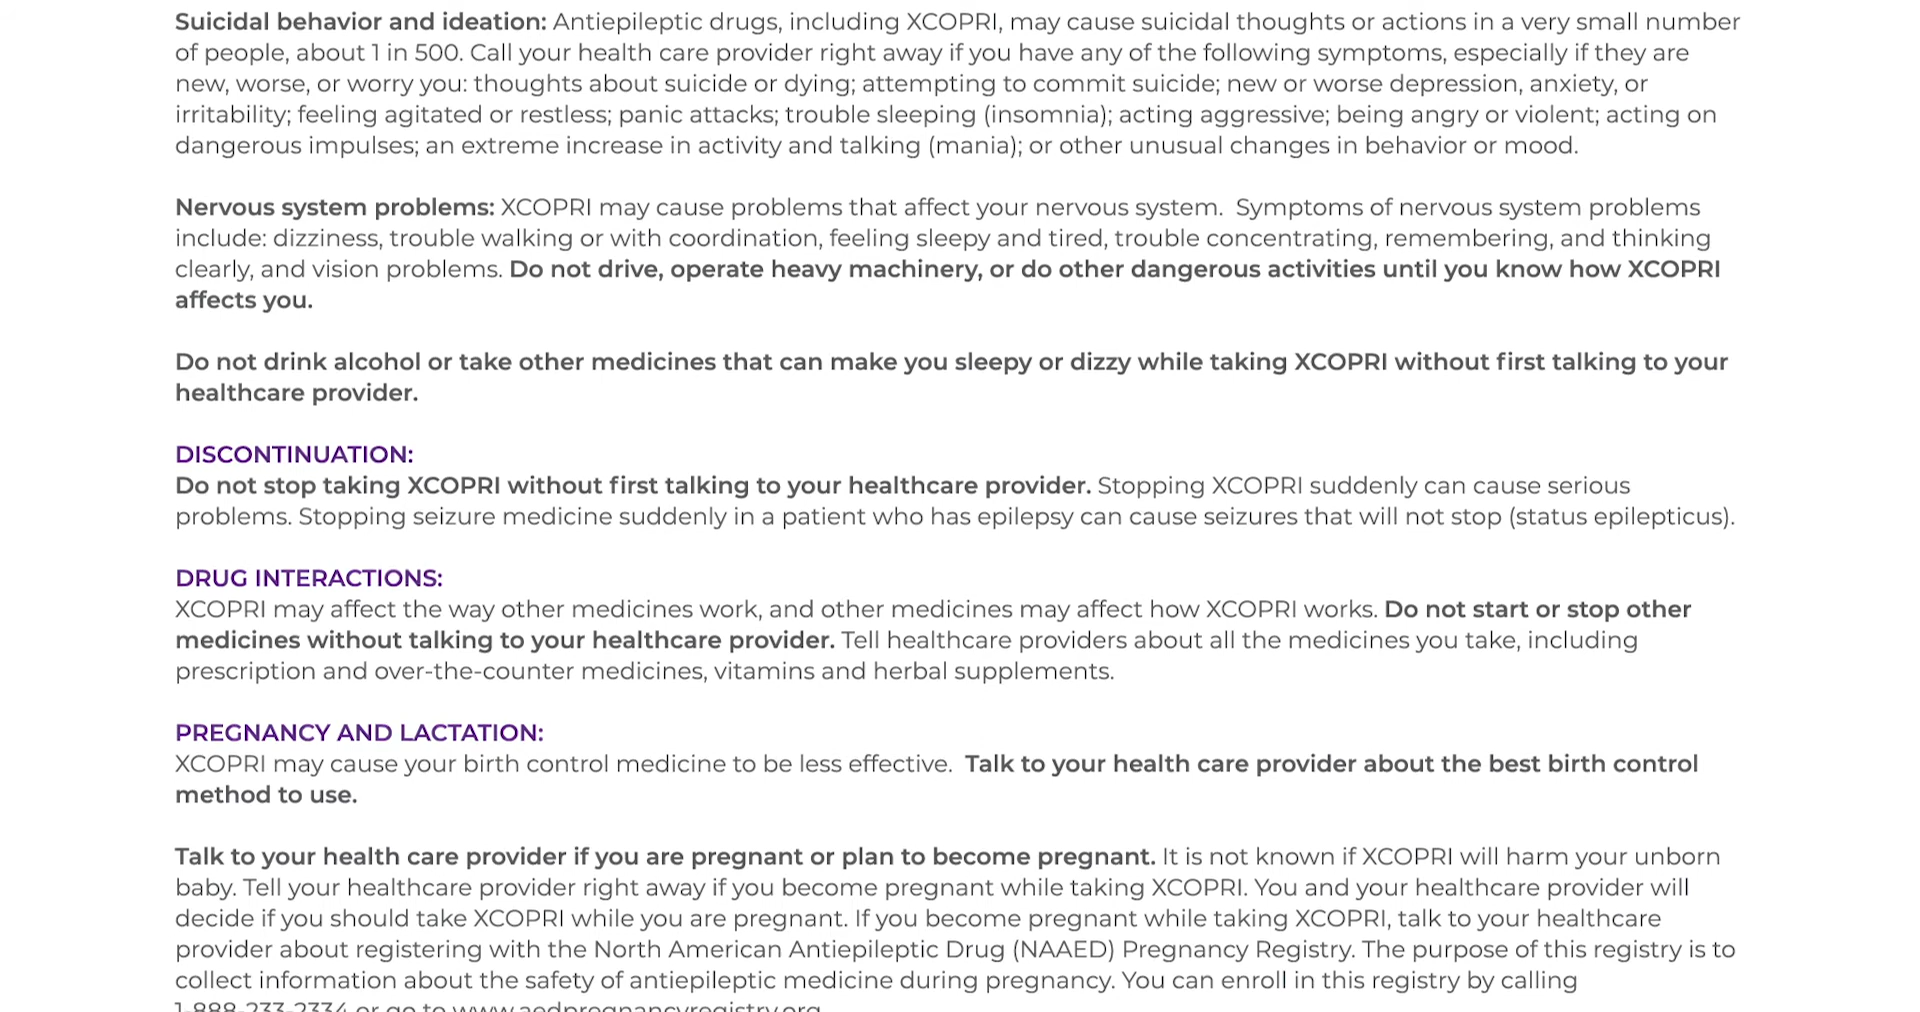 Suicidal behavior and ideation: Antiepileptic drugs, including XCOPRI, may cause suicidal thoughts or actions in a very small number
of people, about 1 in 500. Call your health care provider right away if you have any of the following symptoms, especially if they are
new, worse, or worry you: thoughts about suicide or dying; attempting to commit suicide; new or worse depression, anxiety, or
irritability; feeling agitated or restless; panic attacks; trouble sleeping (insomnia); acting aggressive; being angry or violent; acting on
dangerous impulses; an extreme increase in activity and talking (mania); or other unusual changes in behavior or mood.
Nervous system problems: XCOPRI may cause problems that affect your nervous system.  Symptoms of nervous system problems
include: dizziness, trouble walking or with coordination, feeling sleepy and tired, trouble concentrating, remembering, and thinking
clearly, and vision problems. Do not drive, operate heavy machinery, or do other dangerous activities until you know how XCOPRI
affects you.
Do not drink alcohol or take other medicines that can make you sleepy or dizzy while taking XCOPRI without first talking to your
healthcare provider.
DISCONTINUATION:
Do not stop taking XCOPRI without first talking to your healthcare provider. Stopping XCOPRI suddenly can cause serious
problems. Stopping seizure medicine suddenly in a patient who has epilepsy can cause seizures that will not stop (status epilepticus).
DRUG INTERACTIONS:
XCOPRI may affect the way other medicines work, and other medicines may affect how XCOPRI works. Do not start or stop other
medicines without talking to your healthcare provider. Tell healthcare providers about all the medicines you take, including
prescription and over-the-counter medicines, vitamins and herbal supplements.
PREGNANCY AND LACTATION:
XCOPRI may cause your birth control medicine to be less effective.  Talk to your health care provider about the best birth control
method to use.
Talk to your health care provider if you are pregnant or plan to become pregnant. It is not known if XCOPRI will harm your unborn
baby. Tell your healthcare provider right away if you become pregnant while taking XCOPRI. You and your healthcare provider will
decide if you should take XCOPRI while you are pregnant. If you become pregnant while taking XCOPRI, talk to your healthcare
provider about registering with the North American Antiepileptic Drug (NAAED) Pregnancy Registry. The purpose of this registry is to
collect information about the safety of antiepileptic medicine during pregnancy. You can enroll in this registry by calling
1-888-233-2334 or go to www.aedpregnancyregistry.org